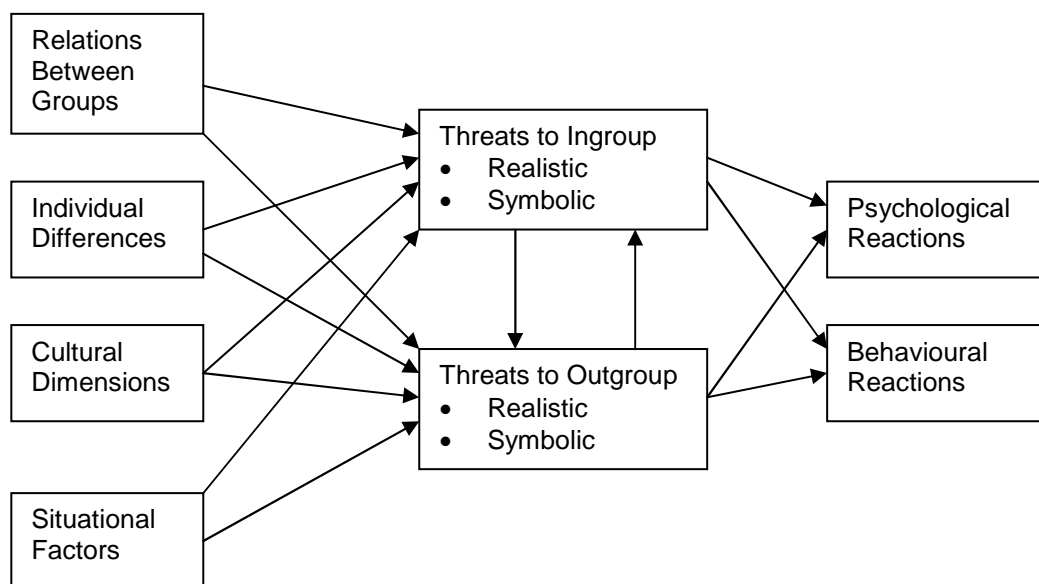 Relations
Between
Groups
Individual
Differences
Cultural
Dimensions
Situational
Factors
Threats to Ingroup
• Realistic
• Symbolic
Threats to Outgroup
• Realistic
• Symbolic
Psychological
Reactions
Behavioural
Reactions